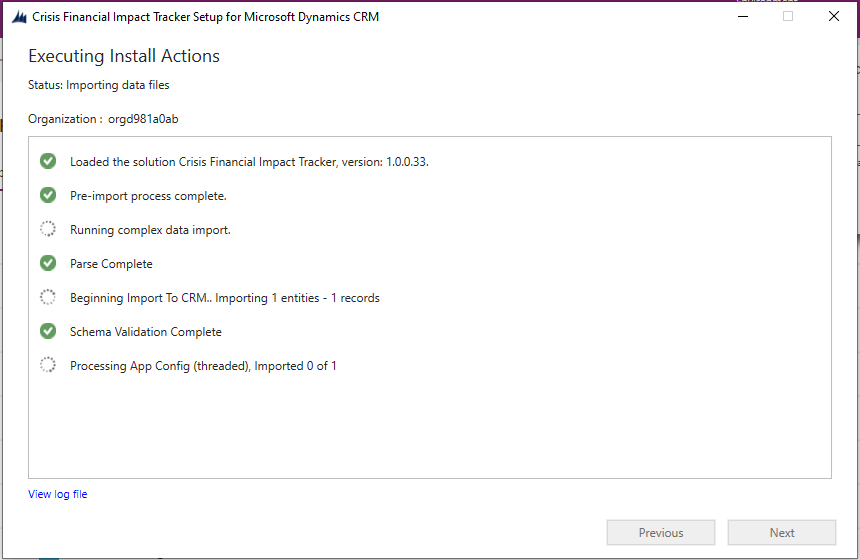 Crisis Financial Impact Tracker Setup for Microsoft Dynamics CRM
Executing Install Actions
Status: Importing data files
Organization : orgd981a0ab
Loaded the solution Crisis Financial Impact Tracker, version: 1.0.0.33.
Pre-import process complete.
Running complex data import.
Parse Complete
Beginning Import To CRM.. Importing 1 entities - 1 records
Schema Validation Complete
Processing App Config (threaded), Imported 0 of 1
View log file
Previous
Next